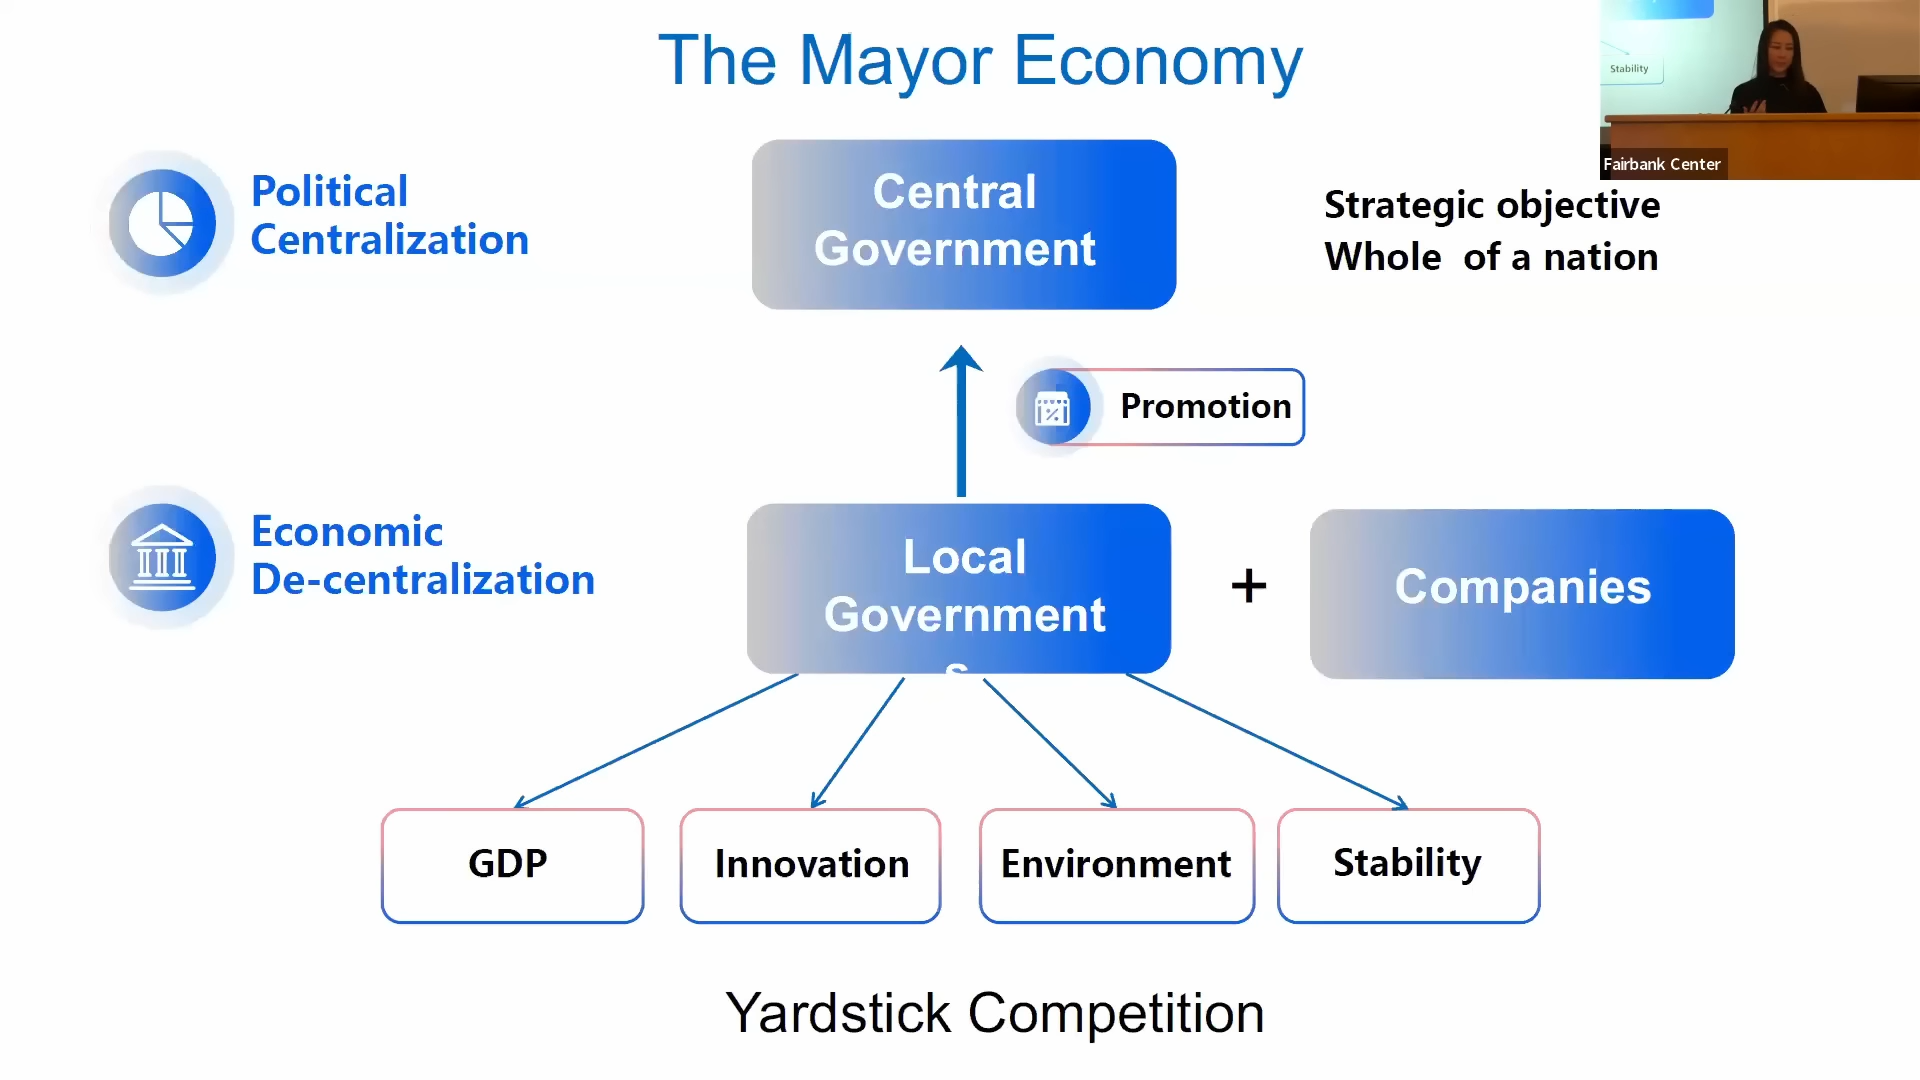 The Mayor Economy
Stability
Fairbank Center
Political
Centralization
Central
Government
Strategic objective
Whole of a nation
Promotion
Economic
De-centralization
Local
Government
s
+
Companies
GDP
Innovation
Environment
Stability
Yardstick Competition